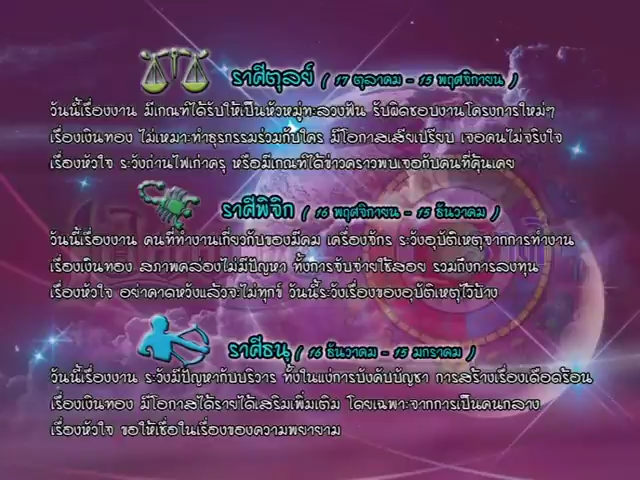 ราศีตุลย์ ( 17 ตุลาคม - 15 พฤศจิกายน )
วันนี้เรื่องงาน มีเกณฑ์ได้รับให้เป็นหัวหมู่ทะลวงฟัน รับผิดชอบงานโครงการใหม่ๆ
เรื่องเงินทอง ไม่เหมาะทำธุรกรรมร่วมกับใคร มีโอกาสเสียเปรียบ เจอคนไม่จริงใจ
เรื่องหัวใจ ระวังถ่านไฟเก่าครุ หรือมีเกณฑ์ได้ข่าวคราวพบเจอกับคนที่คุ้นเคย
ราศีพิจิก ( 16 พฤศจิกายน - 15 ธันวาคม )
วันนี้เรื่องงาน คนที่ทำงานเกี่ยวกับของมีคม เครื่องจักร ระวังอุบัติเหตุจากการทำงาน
เรื่องเงินทอง สภาพคล่องไม่มีปัญหา ทั้งการจับจ่ายใช้สอย รวมถึงการลงทุน
เรื่องหัวใจ อย่าคาดหวังแล้วจะไม่ทุกข์ วันนี้ระวังเรื่องของอุบัติเหตุไว้บ้าง
ราศีธนู ( 16 ธันวาคม - 15 มกราคม )
วันนี้เรื่องงาน ระวังมีปัญหากับบริวาร ทั้งในแง่การบังคับบัญชา การสร้างเรื่องเดือดร้อน
เรื่องเงินทอง มีโอกาสได้รายได้เสริมเพิ่มเติม โดยเฉพาะจากการเป็นคนกลาง
เรื่องหัวใจ ขอให้เชื่อในเรื่องของความพยายาม